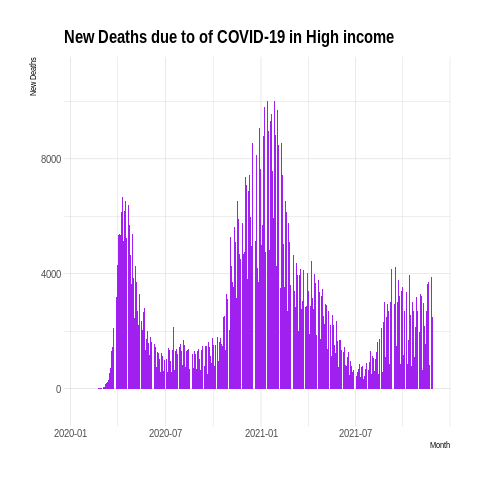 New Deaths due to of COVID-19 in High income
New Deaths
8000
4000
0
2020-01
2020-07
2021-01
2021-07
Month